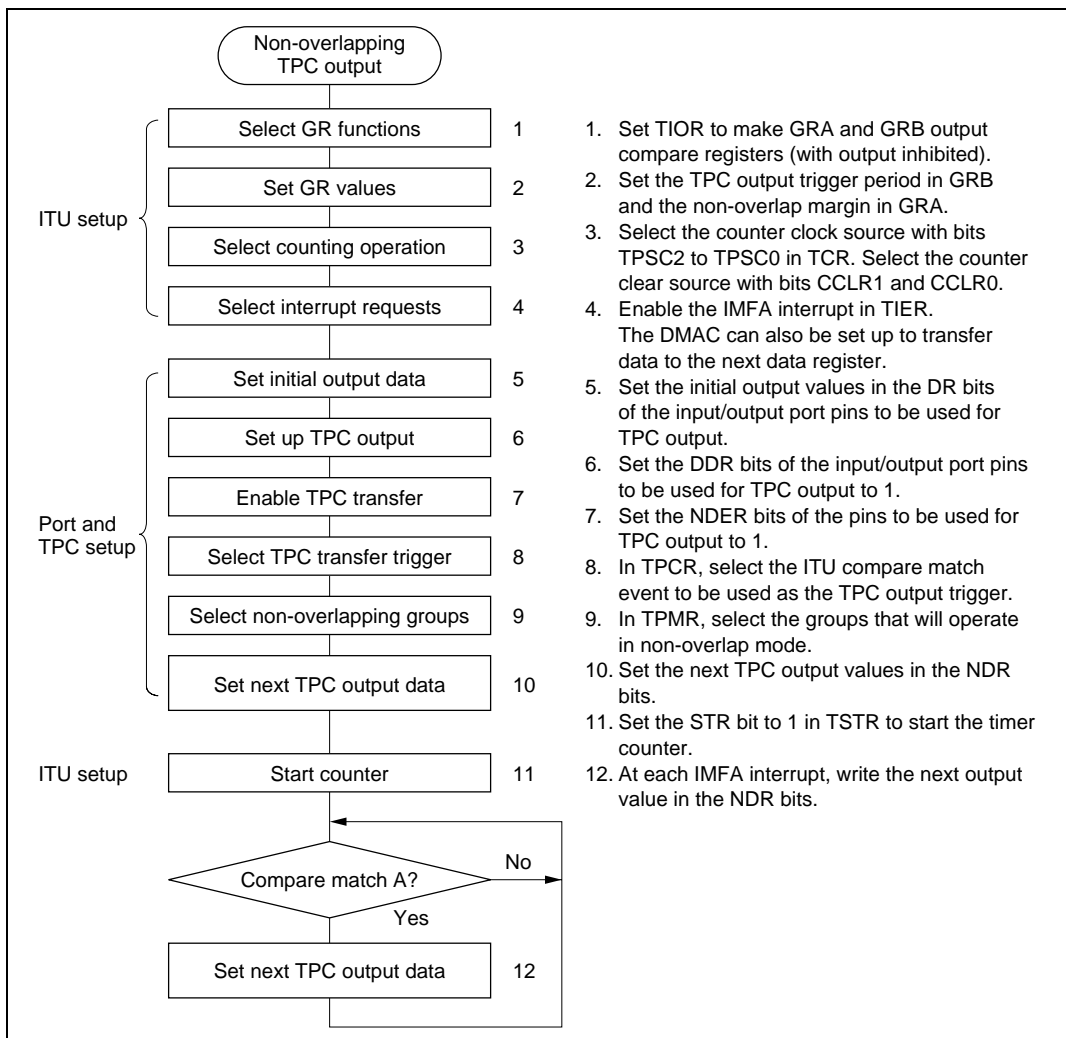 Non-overlapping
TPC output
ITU setup
Select GR functions 1
Set GR values 2
Select counting operation 3
Select interrupt requests 4
Port and
TPC setup
Set initial output data 5
Set up TPC output 6
Enable TPC transfer 7
Select TPC transfer trigger 8
Select non-overlapping groups 9
Set next TPC output data 10
ITU setup
Start counter 11
Compare match A?
No
Yes
Set next TPC output data 12
1. Set TIOR to make GRA and GRB output
compare registers (with output inhibited).
2. Set the TPC output trigger period in GRB
and the non-overlap margin in GRA.
3. Select the counter clock source with bits
TPSC2 to TPSC0 in TCR. Select the counter
clear source with bits CCLR1 and CCLR0.
4. Enable the IMFA interrupt in TIER.
The DMAC can also be set up to transfer
data to the next data register.
5. Set the initial output values in the DR bits
of the input/output port pins to be used for
TPC output.
6. Set the DDR bits of the input/output port pins
to be used for TPC output to 1.
7. Set the NDER bits of the pins to be used for
TPC output to 1.
8. In TPCR, select the ITU compare match
event to be used as the TPC output trigger.
9. In TPMR, select the groups that will operate
in non-overlap mode.
10. Set the next TPC output values in the NDR
bits.
11. Set the STR bit to 1 in TSTR to start the timer
counter.
12. At each IMFA interrupt, write the next output
value in the NDR bits.